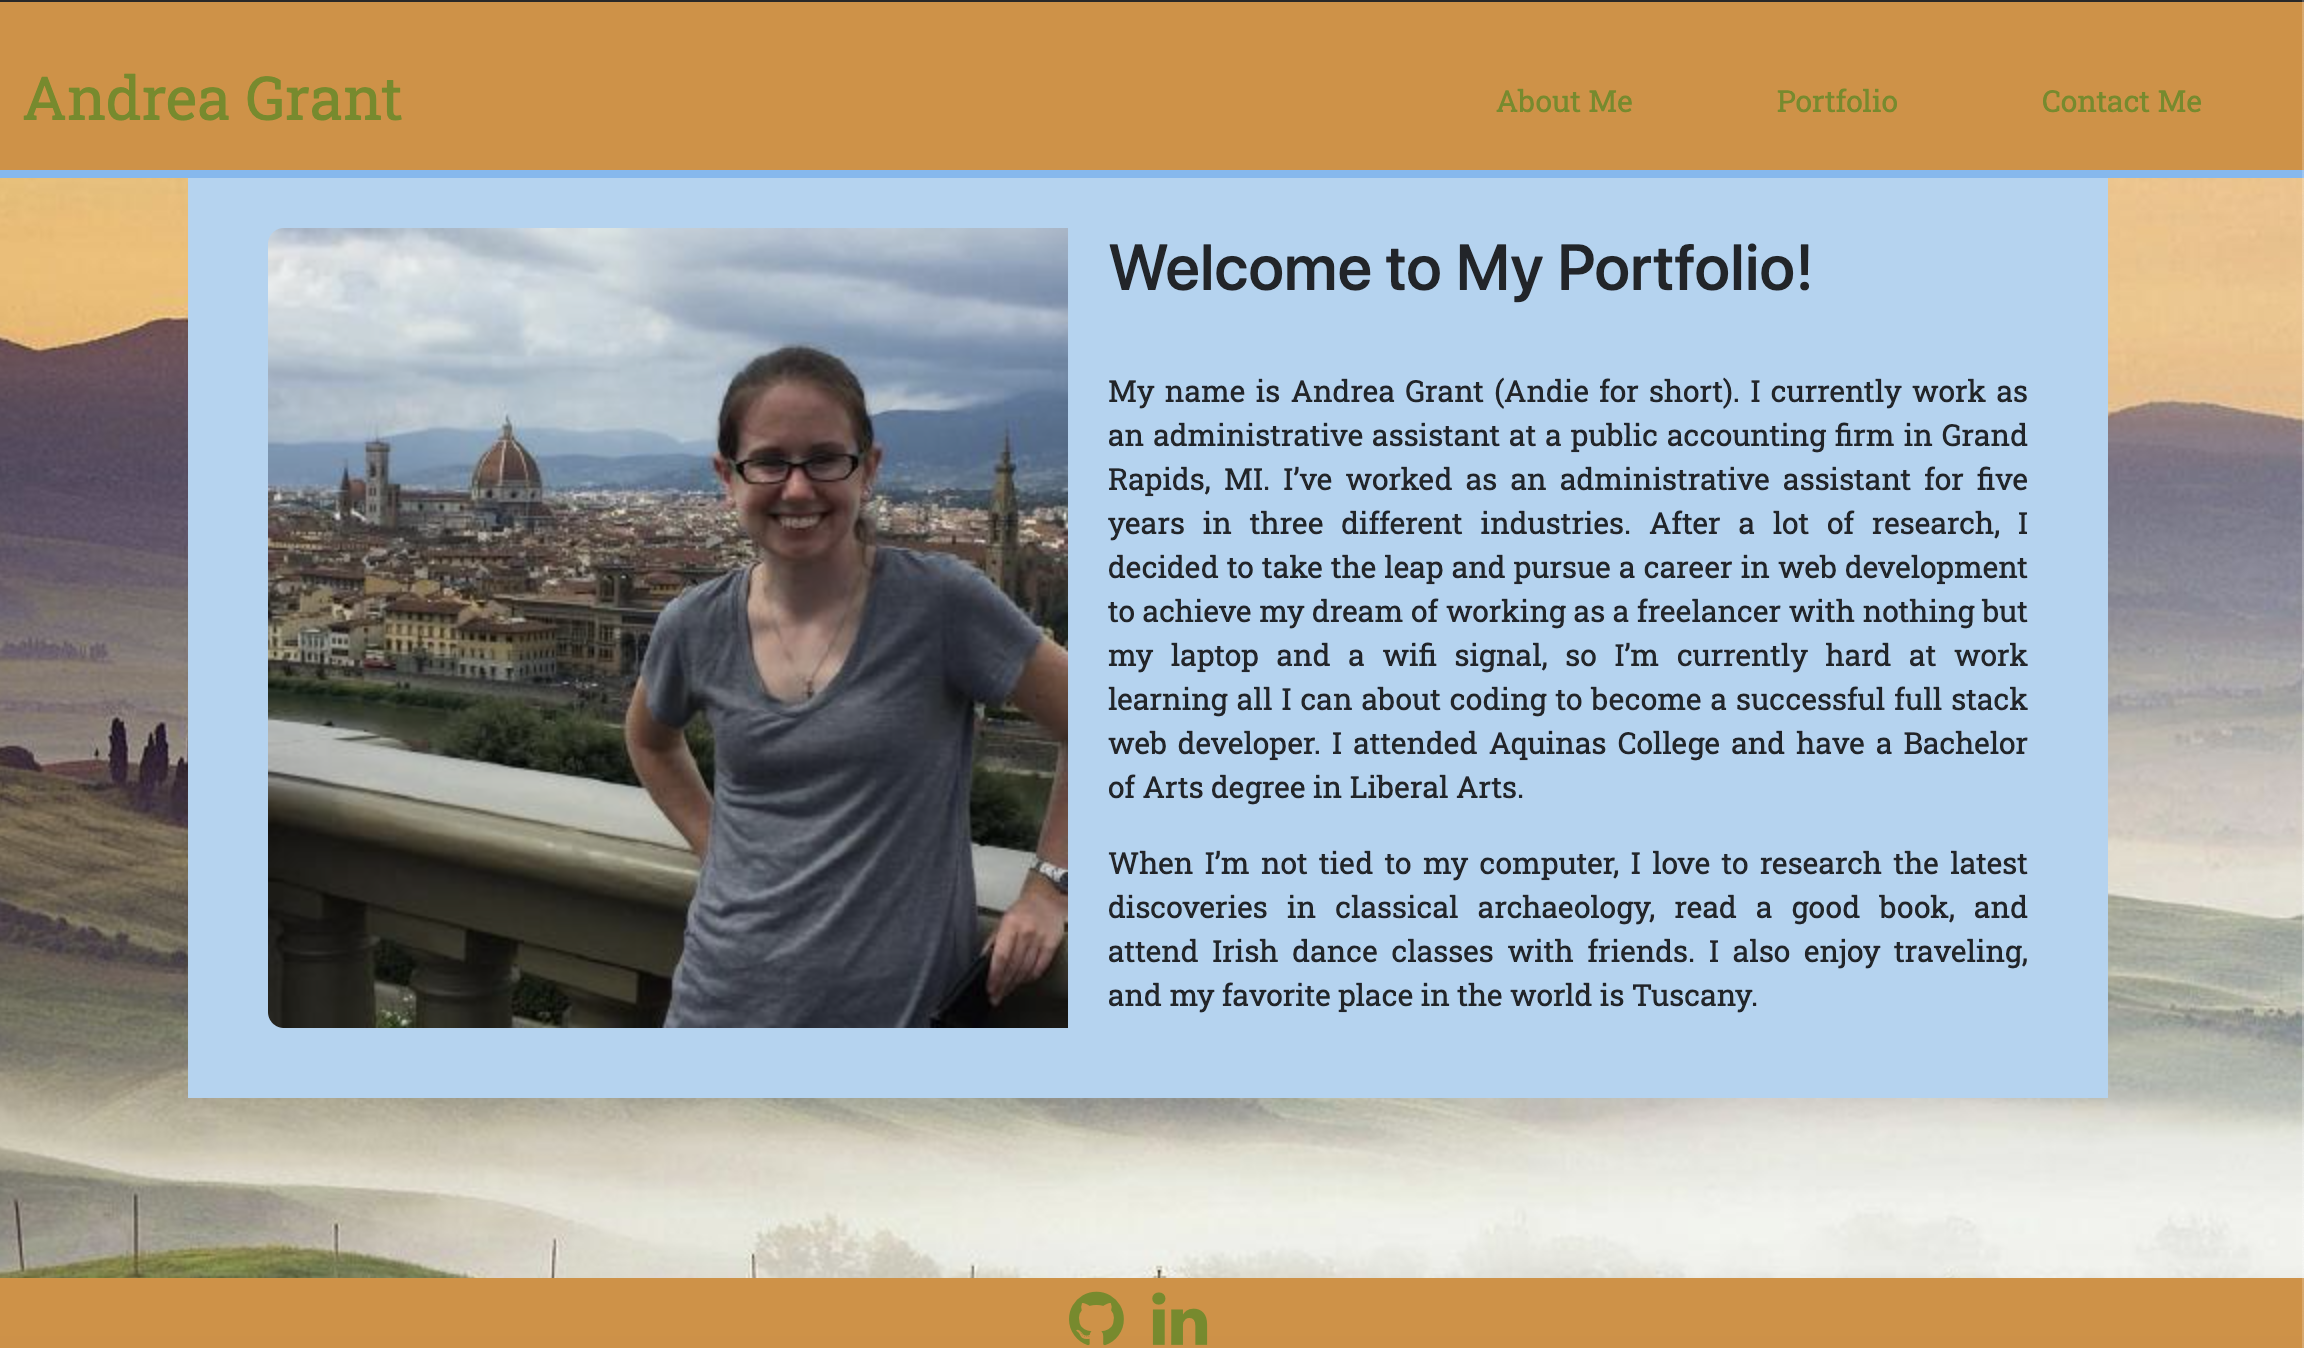 Andrea Grant
About Me Portfolio Contact Me
Welcome to My Portfolio!
My name is Andrea Grant (Andie for short). I currently work as
an administrative assistant at a public accounting firm in Grand
Rapids, MI. I’ve worked as an administrative assistant for five
years in three different industries. After a lot of research, I
decided to take the leap and pursue a career in web development
to achieve my dream of working as a freelancer with nothing but
my laptop and a wifi signal, so I’m currently hard at work
learning all I can about coding to become a successful full stack
web developer. I attended Aquinas College and have a Bachelor
of Arts degree in Liberal Arts.
When I’m not tied to my computer, I love to research the latest
discoveries in classical archaeology, read a good book, and
attend Irish dance classes with friends. I also enjoy traveling,
and my favorite place in the world is Tuscany.
in